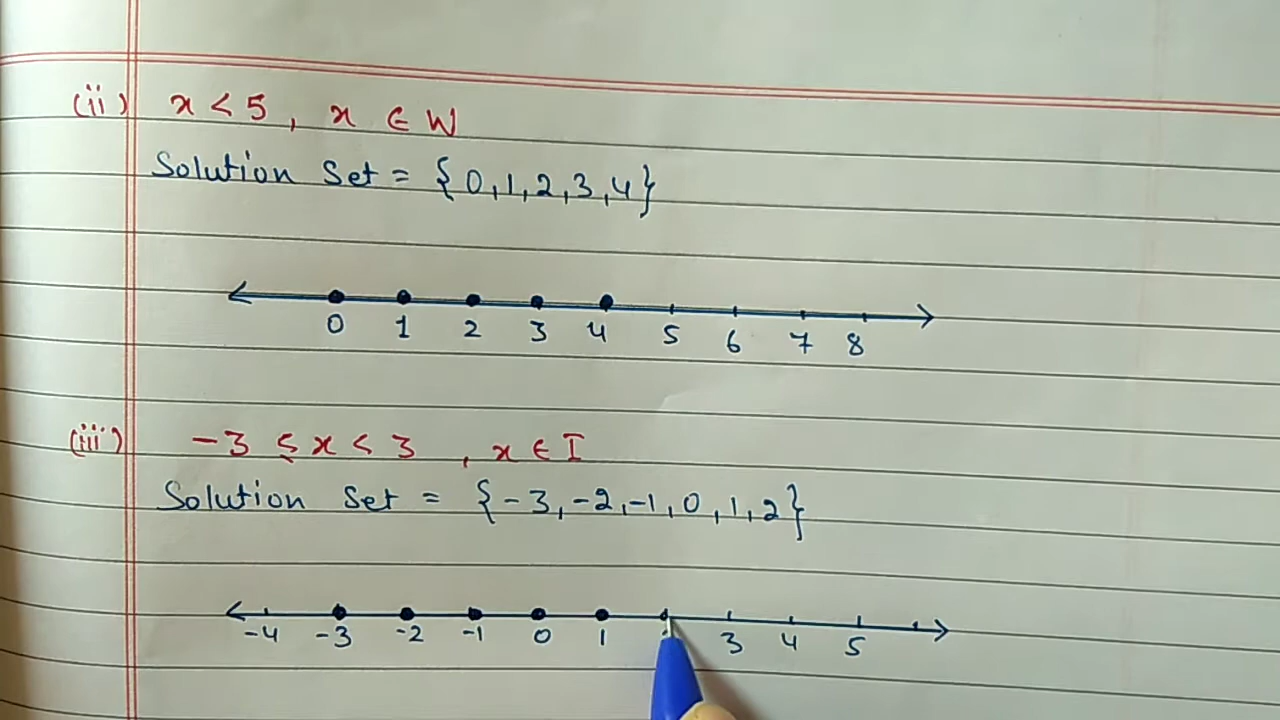 (ii) x < 5, x ∈ W
Solution Set = {0,1,2,3,4}
0 1 2 3 4 5 6 7 8
(iii) -3 ≤ x < 3, x ∈ I
Solution Set = {-3,-2,-1,0,1,2}
-4 -3 -2 -1 0 1 3 4 5